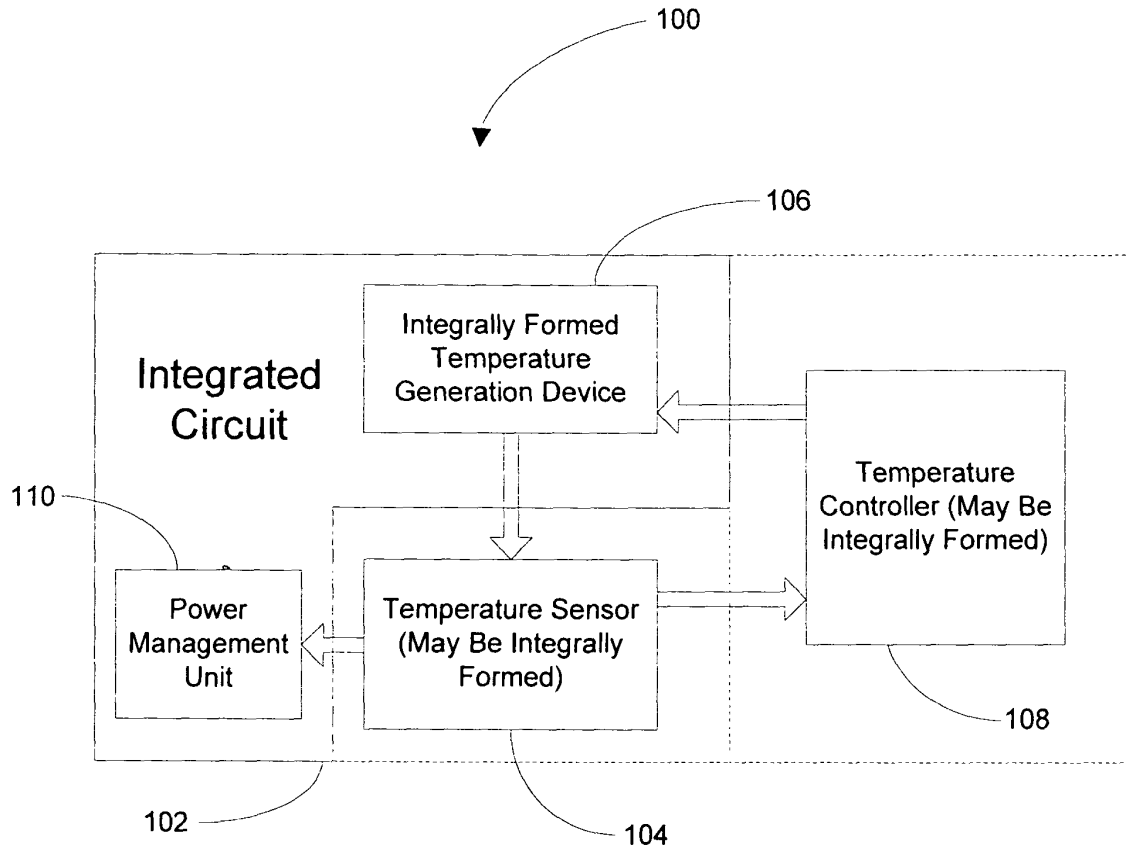 100
106
Integrally Formed
Temperature
Generation Device
Integrated
Circuit
Temperature
Controller (May Be
Integrally Formed)
110
Power
Management
Unit
Temperature Sensor
(May Be Integrally
Formed)
108
102
104